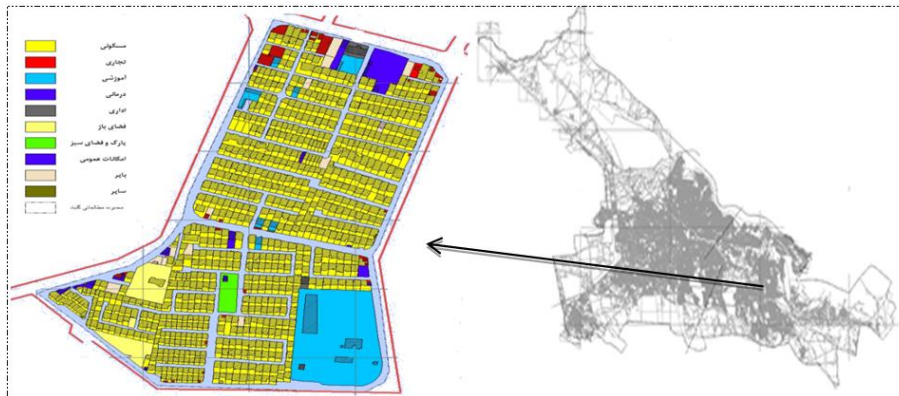 مسکونی
تجاری
آموزشی
درمانی
اداری
فضای باز
پارک و فضای سبز
امکانات عمومی
بایر
سایر